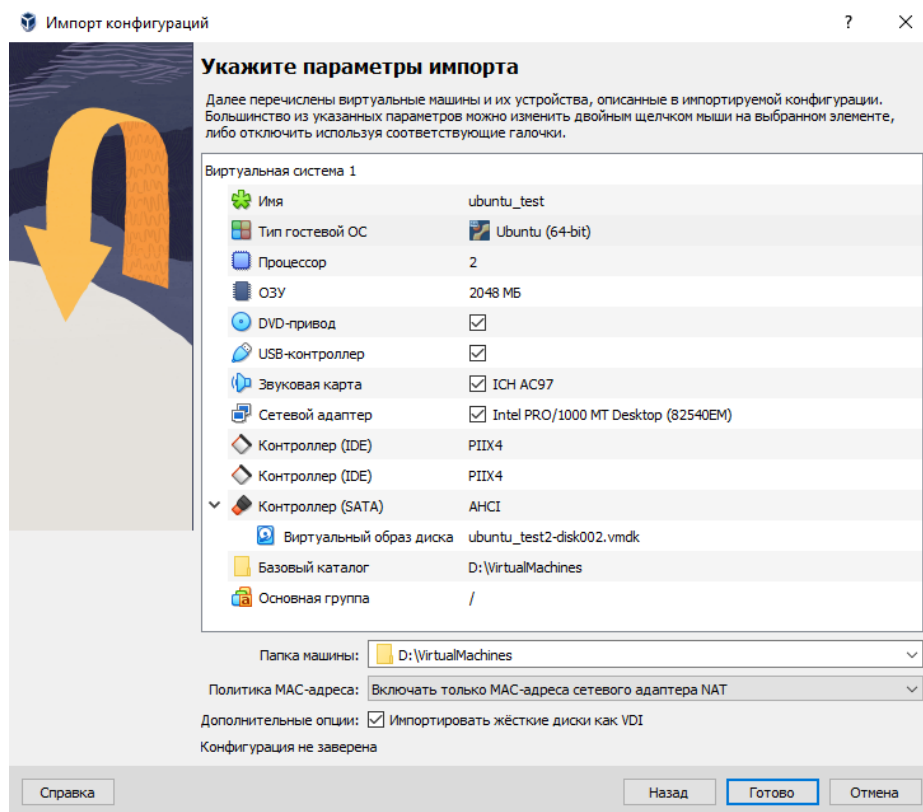 Импорт конфигураций
?
Укажите параметры импорта
Далее перечислены виртуальные машины и их устройства, описанные в импортируемой конфигурации.
Большинство из указанных параметров можно изменить двойным щелчком мыши на выбранном элементе,
либо отключить используя соответствующие галочки.
Виртуальная система 1
Имя ubuntu_test
Тип гостевой ОС Ubuntu (64-bit)
Процессор 2
ОЗУ 2048 МБ
DVD-привод
USB-контроллер
Звуковая карта ICH AC97
Сетевой адаптер Intel PRO/1000 MT Desktop (82540EM)
Контроллер (IDE) PIIX4
Контроллер (IDE) PIIX4
Контроллер (SATA) AHCI
Виртуальный образ диска ubuntu_test2-disk002.vmdk
Базовый каталог D:\VirtualMachines
Основная группа /
Папка машины: D:\VirtualMachines
Политика MAC-адреса: Включать только MAC-адреса сетевого адаптера NAT
Дополнительные опции: Импортировать жёсткие диски как VDI
Конфигурация не заверена
Справка Назад Готово Отмена